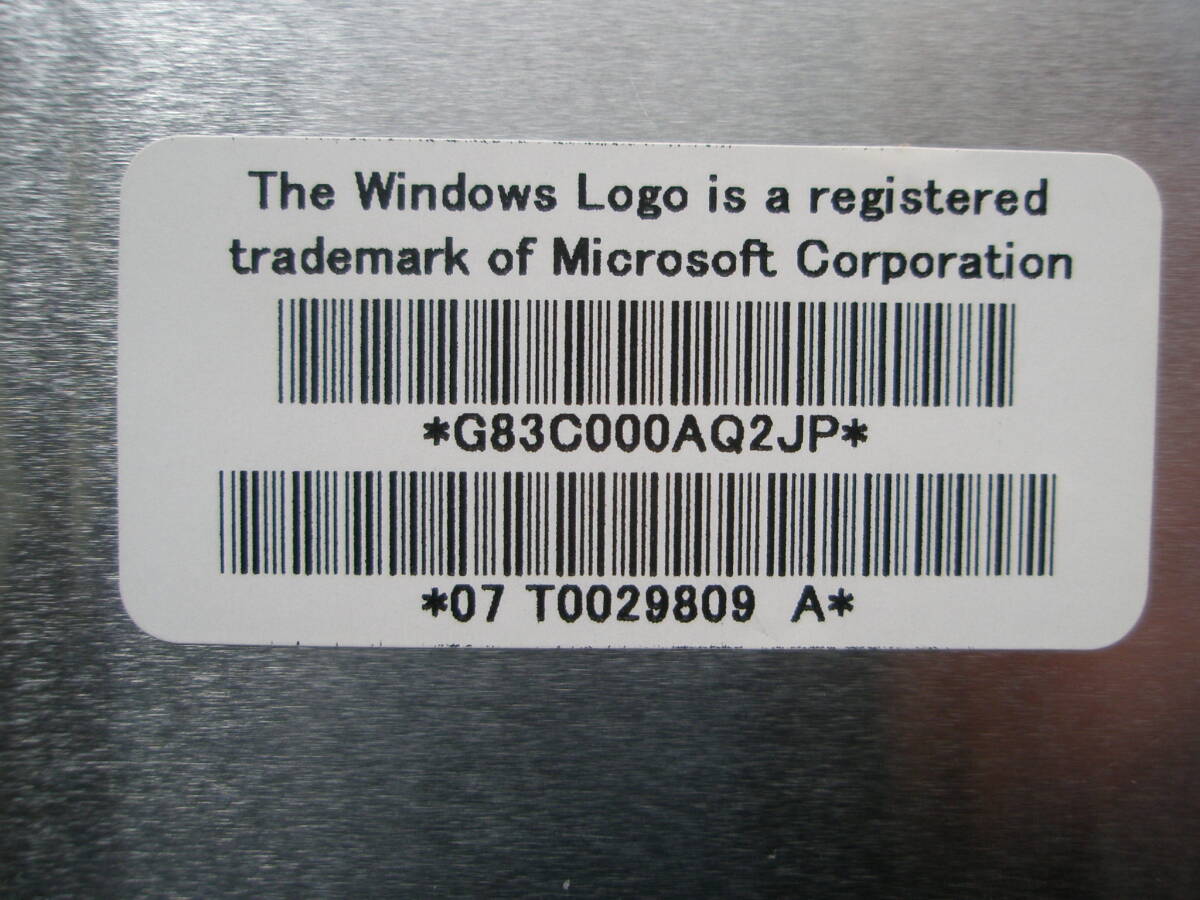 The Windows Logo is a registered
trademark of Microsoft Corporation
*G83C000AQ2JP*
*07 T0029809  A*